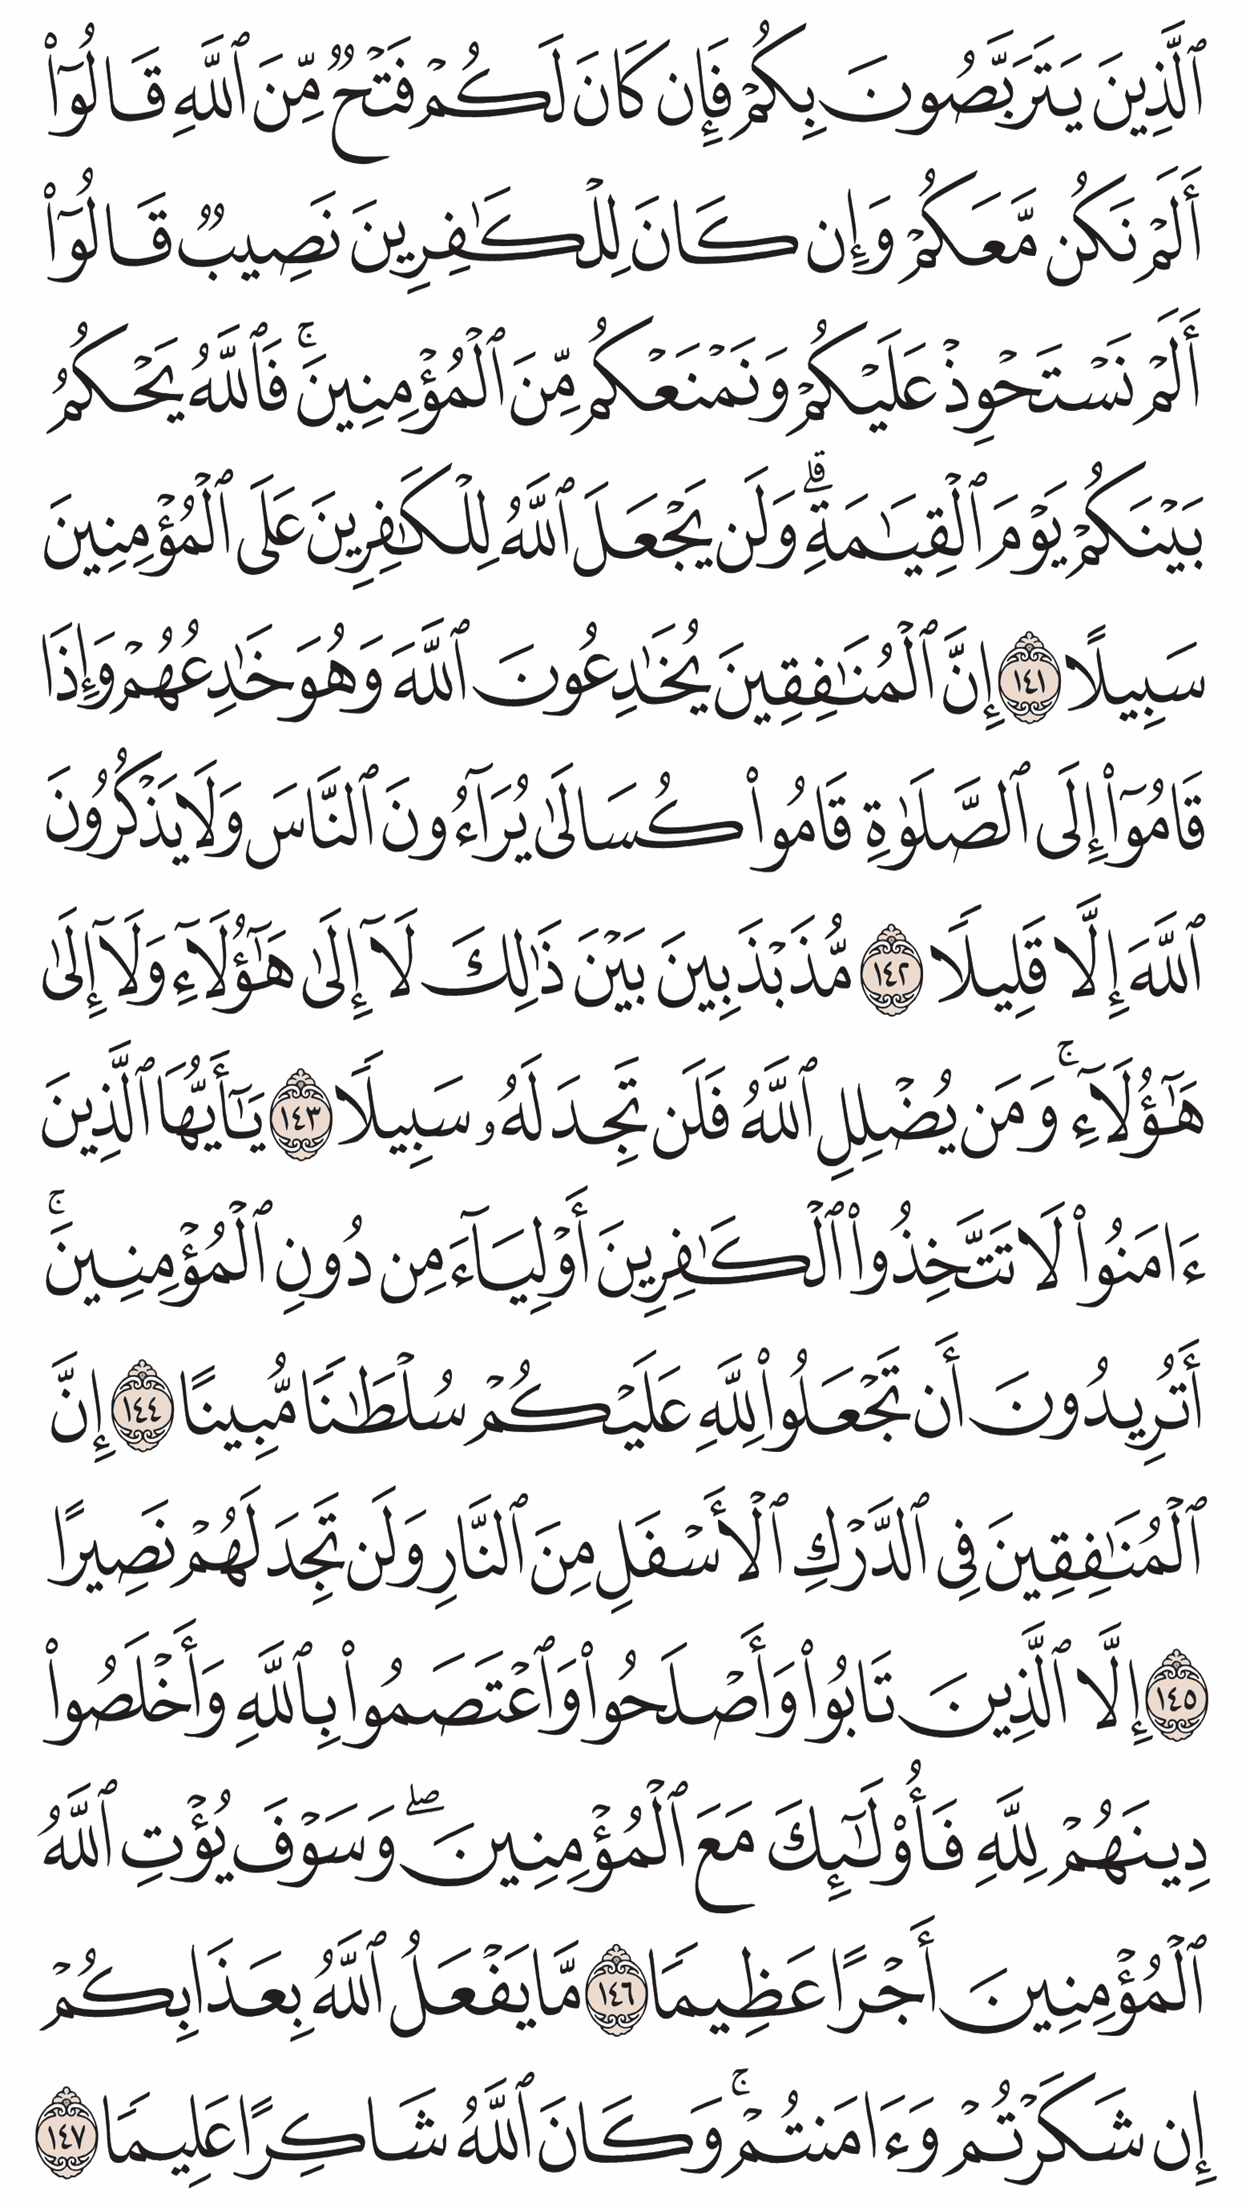 ٱلَّذِينَ يَتَرَبَّصُونَ بِكُمْ فَإِن كَانَ لَكُمْ فَتْحٌ مِّنَ ٱللَّهِ قَالُوٓا۟
أَلَمْ نَكُن مَّعَكُمْ وَإِن كَانَ لِلْكَـٰفِرِينَ نَصِيبٌ قَالُوٓا۟
أَلَمْ نَسْتَحْوِذْ عَلَيْكُمْ وَنَمْنَعْكُم مِّنَ ٱلْمُؤْمِنِينَ ۚ فَٱللَّهُ يَحْكُمُ
بَيْنَكُمْ يَوْمَ ٱلْقِيَـٰمَةِ ۗ وَلَن يَجْعَلَ ٱللَّهُ لِلْكَـٰفِرِينَ عَلَى ٱلْمُؤْمِنِينَ
سَبِيلًا ١٤١ إِنَّ ٱلْمُنَـٰفِقِينَ يُخَـٰدِعُونَ ٱللَّهَ وَهُوَ خَـٰدِعُهُمْ وَإِذَا
قَامُوٓا۟ إِلَى ٱلصَّلَوٰةِ قَامُوا۟ كُسَالَىٰ يُرَآءُونَ ٱلنَّاسَ وَلَا يَذْكُرُونَ
ٱللَّهَ إِلَّا قَلِيلًا ١٤٢ مُّذَبْذَبِينَ بَيْنَ ذَٰلِكَ لَآ إِلَىٰ هَـٰٓؤُلَآءِ وَلَآ إِلَىٰ
هَـٰٓؤُلَآءِ ۚ وَمَن يُضْلِلِ ٱللَّهُ فَلَن تَجِدَ لَهُۥ سَبِيلًا ١٤٣ يَـٰٓأَيُّهَا ٱلَّذِينَ
ءَامَنُوا۟ لَا تَتَّخِذُوا۟ ٱلْكَـٰفِرِينَ أَوْلِيَآءَ مِن دُونِ ٱلْمُؤْمِنِينَ ۚ
أَتُرِيدُونَ أَن تَجْعَلُوا۟ لِلَّهِ عَلَيْكُمْ سُلْطَـٰنًا مُّبِينًا ١٤٤ إِنَّ
ٱلْمُنَـٰفِقِينَ فِى ٱلدَّرْكِ ٱلْأَسْفَلِ مِنَ ٱلنَّارِ وَلَن تَجِدَ لَهُمْ نَصِيرًا
١٤٥ إِلَّا ٱلَّذِينَ تَابُوا۟ وَأَصْلَحُوا۟ وَٱعْتَصَمُوا۟ بِٱللَّهِ وَأَخْلَصُوا۟
دِينَهُمْ لِلَّهِ فَأُو۟لَـٰٓئِكَ مَعَ ٱلْمُؤْمِنِينَ ۖ وَسَوْفَ يُؤْتِ ٱللَّهُ
ٱلْمُؤْمِنِينَ أَجْرًا عَظِيمًا ١٤٦ مَّا يَفْعَلُ ٱللَّهُ بِعَذَابِكُمْ
إِن شَكَرْتُمْ وَءَامَنتُمْ ۚ وَكَانَ ٱللَّهُ شَاكِرًا عَلِيمًا ١٤٧